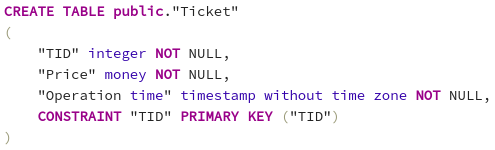 CREATE TABLE public."Ticket"
(
    "TID" integer NOT NULL,
    "Price" money NOT NULL,
    "Operation time" timestamp without time zone NOT NULL,
    CONSTRAINT "TID" PRIMARY KEY ("TID")
)